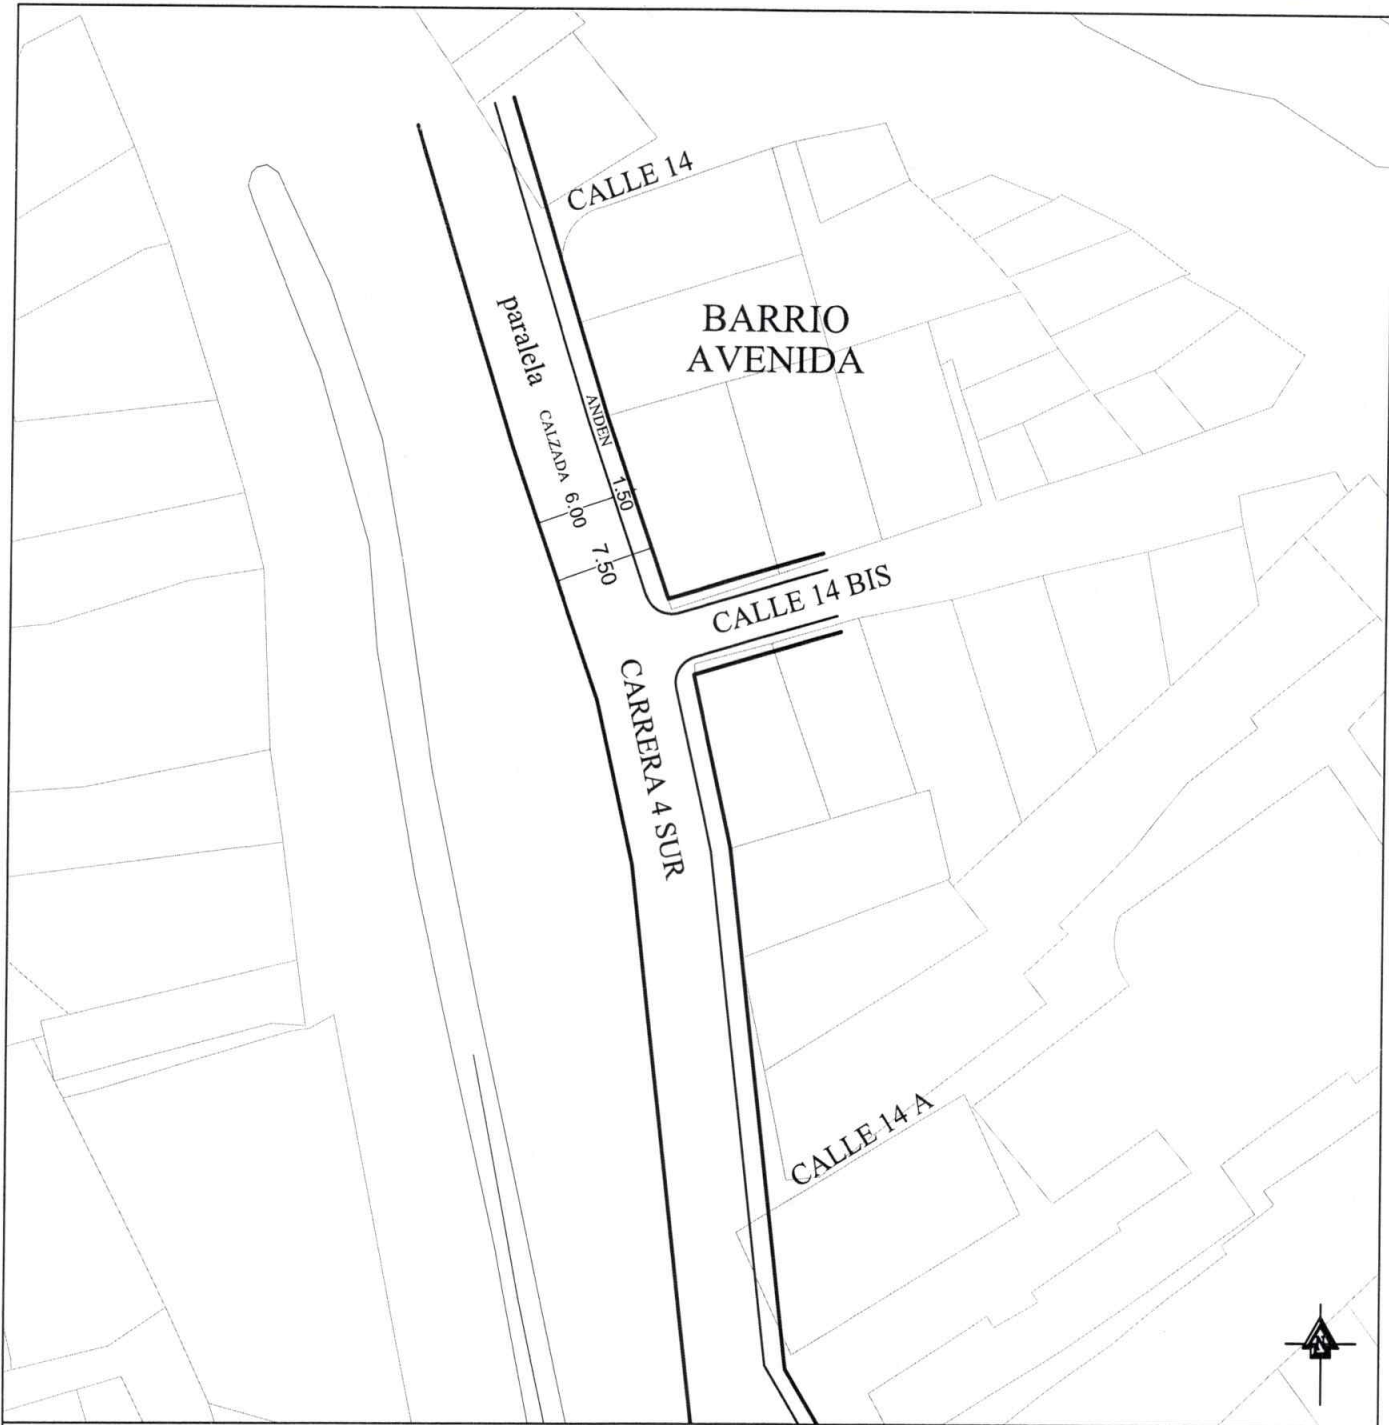 CALLE 14
BARRIO
AVENIDA
paralela
ANDEN
CALZADA
6.00
1.50
7.50
CALLE 14 BIS
CARRERA 4 SUR
CALLE 14 A
N